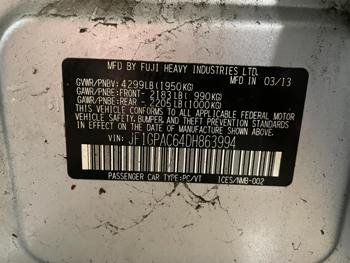 MFD BY FUJI HEAVY INDUSTRIES LTD.
MFD IN 03/13
GVWR/PNBV: 4299LB(1950KG)
GAWR/PNBE:FRONT- 2183LB( 990KG)
GAWR/PNBE:REAR - 2205LB(1000KG)
THIS VEHICLE CONFORMS TO ALL APPLICABLE FEDERAL MOTOR
VEHICLE SAFETY, BUMPER, AND THEFT PREVENTION STANDARDS
IN EFFECT ON THE DATE OF MANUFACTURE SHOWN ABOVE.
VIN: JF1GPAC64DH863994
PASSENGER CAR TYPE:PC/VT ICES/NMB-002